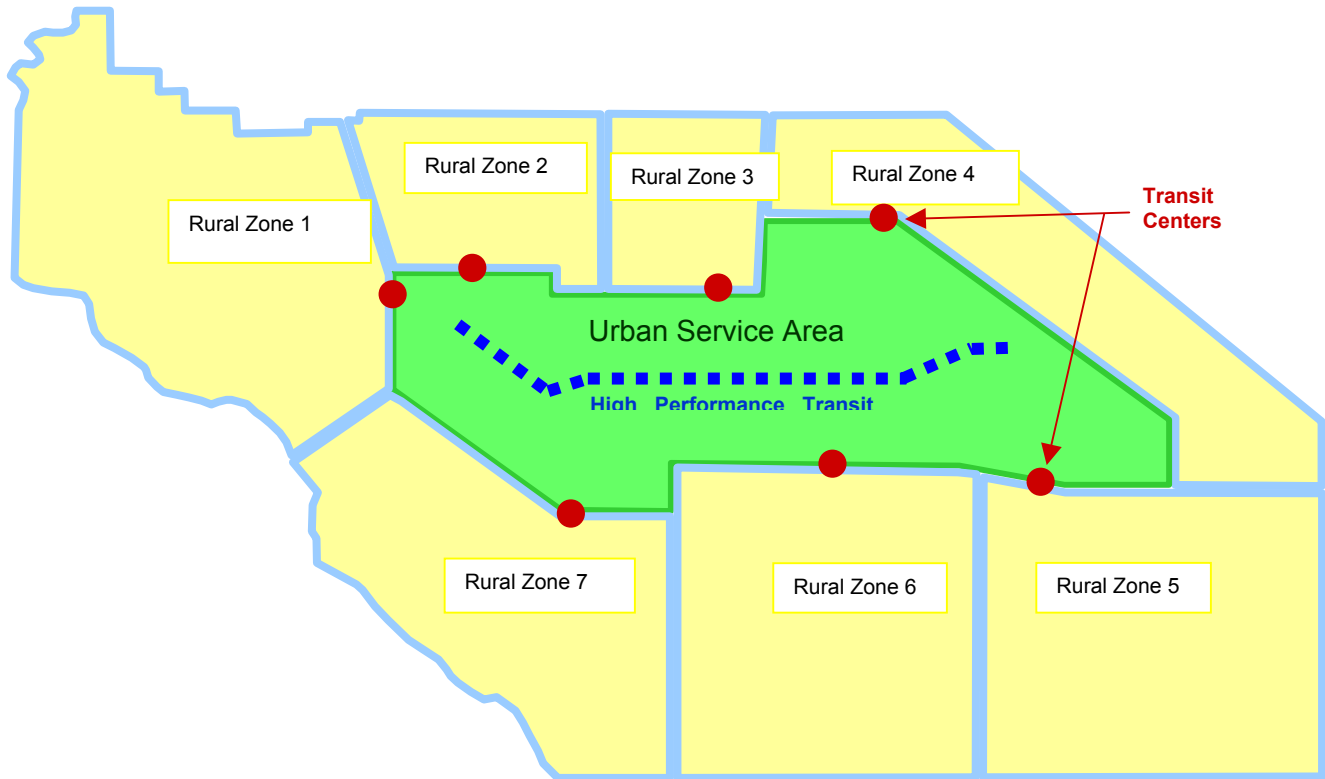 Rural Zone 2
Rural Zone 3
Rural Zone 4
Rural Zone 1
Transit
Centers
Urban Service Area
High Performance Transit
Rural Zone 7
Rural Zone 6
Rural Zone 5